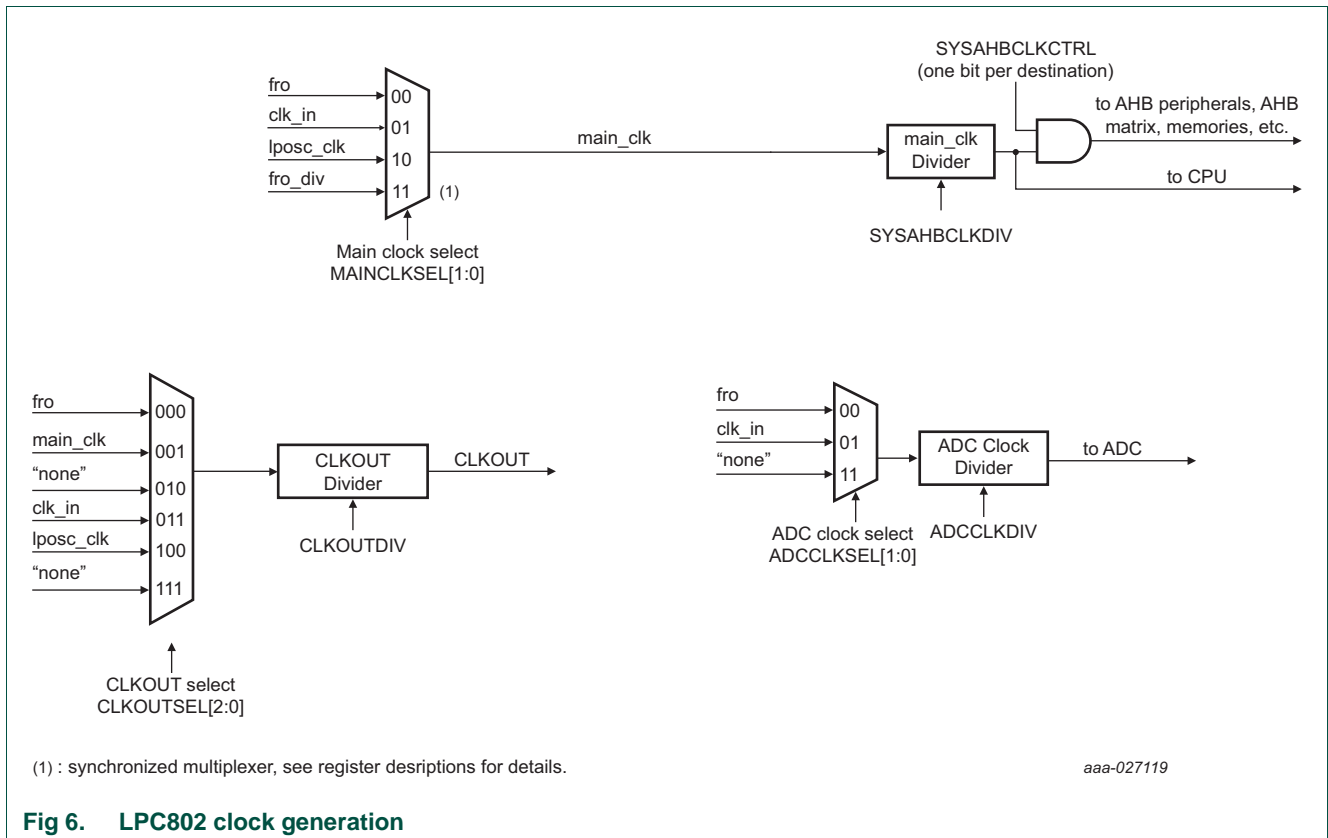 SYSAHBCLKCTRL
(one bit per destination)
fro
00
clk_in
01
lposc_clk
10
fro_div
11
(1)
main_clk
main_clk
Divider
to AHB peripherals, AHB
matrix, memories, etc.
to CPU
SYSAHBCLKDIV
Main clock select
MAINCLKSEL[1:0]
fro
000
main_clk
001
"none"
010
clk_in
011
lposc_clk
100
"none"
111
CLKOUT
Divider
CLKOUT
CLKOUTDIV
CLKOUT select
CLKOUTSEL[2:0]
fro
00
clk_in
01
"none"
11
ADC Clock
Divider
to ADC
ADC clock select
ADCCLKSEL[1:0]
ADCCLKDIV
(1) : synchronized multiplexer, see register desriptions for details.
aaa-027119
Fig 6. LPC802 clock generation